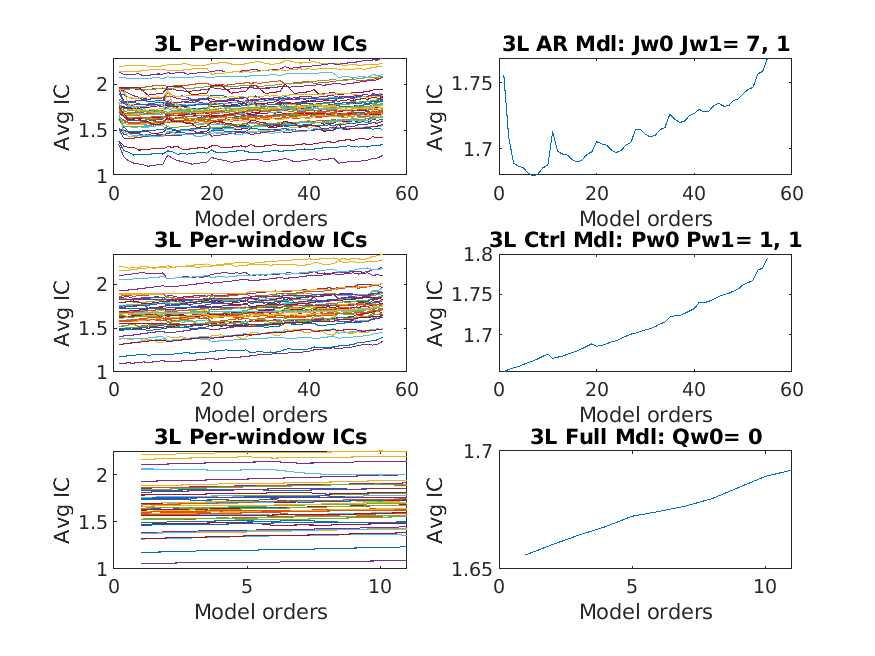 3L Per-window ICs
Avg IC
2
1.5
1
0 20 40 60
Model orders
3L AR Mdl: Jw0 Jw1= 7, 1
Avg IC
1.75
1.7
0 20 40 60
Model orders
3L Per-window ICs
Avg IC
2
1.5
1
0 20 40 60
Model orders
3L Ctrl Mdl: Pw0 Pw1= 1, 1
Avg IC
1.8
1.75
1.7
0 20 40 60
Model orders
3L Per-window ICs
Avg IC
2
1.5
1
0 5 10
Model orders
3L Full Mdl: Qw0= 0
Avg IC
1.7
1.65
0 5 10
Model orders